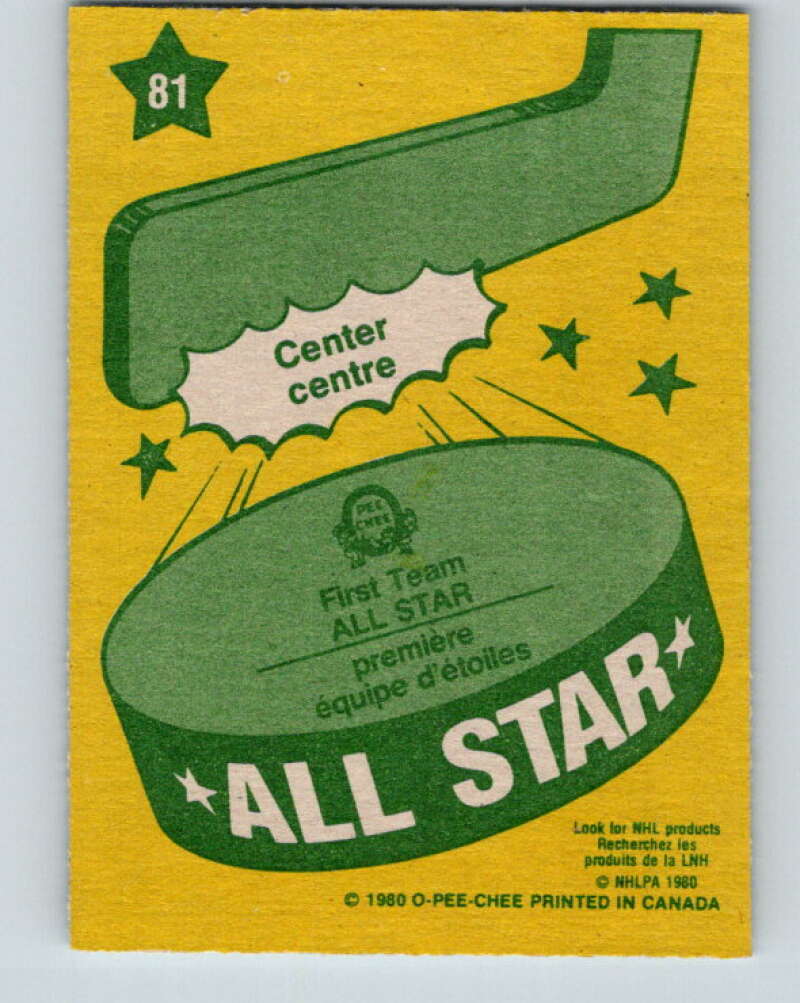 81
Center
centre
PEE
CHEE
First Team
ALL STAR
première
équipe d'étoiles
ALL STAR
Look for NHL products
Recherchez les
produits de la LNH
© NHLPA 1980
© 1980 O-PEE-CHEE PRINTED IN CANADA